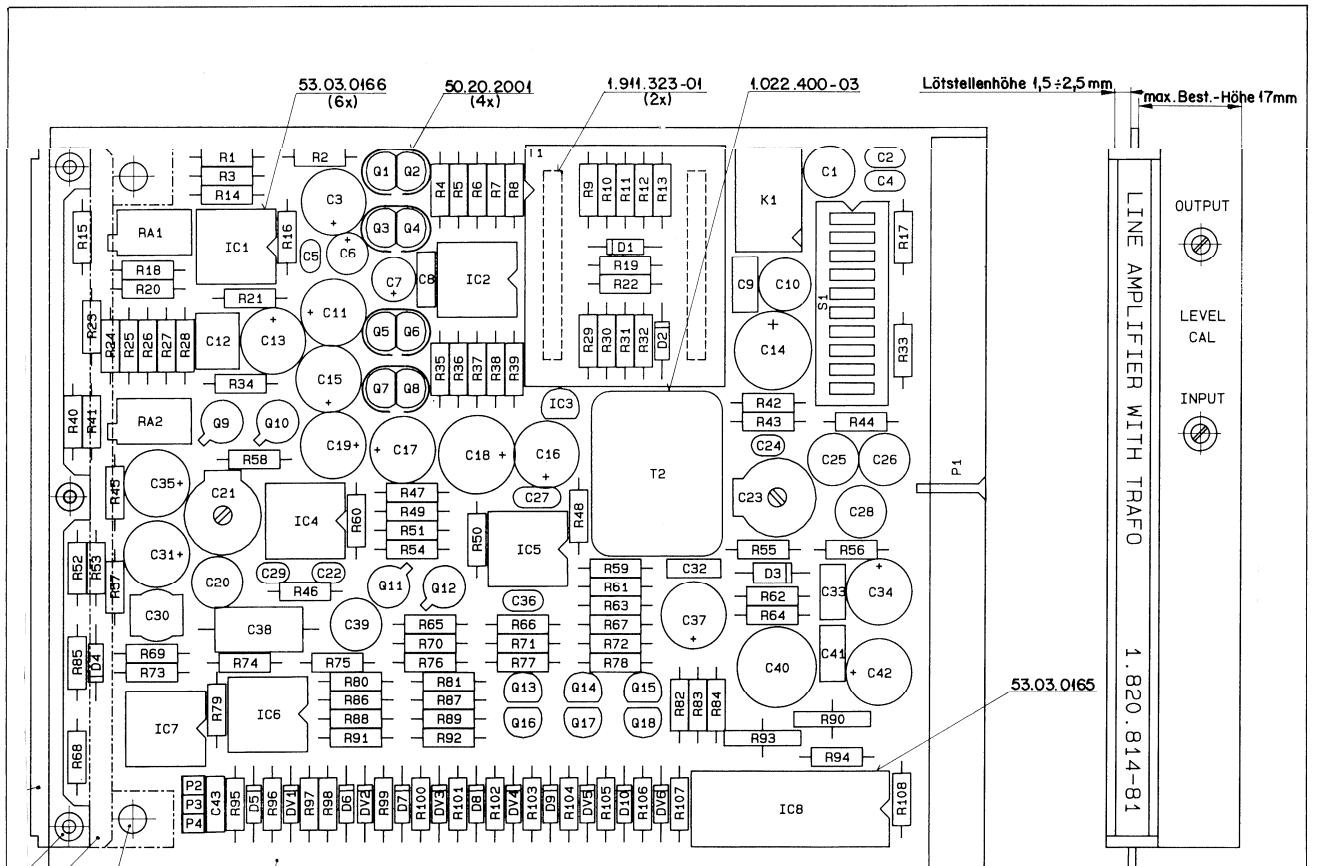 53.03.0166
(6x)
50.20.2001
(4x)
1.911.323-01
(2x)
1.022.400-03
Lötstellenhöhe 1,5÷2,5mm
max. Best.-Höhe 17mm
R1 R2 Q1 Q2 I1 C1 C2
R3 C4
R14 C3 R4 R5 R6 R7 R8 R9 R10 R11 R12 R13 K1
R15 RA1 IC1 R16 Q3 Q4 R17
C5 C6 D1
R18 C7 C8 IC2 R19 C9 C10
R20 R22
R21 S1
R23 C11 Q5 Q6
R24 R25 R26 R27 R28 C12 C13 R29 R30 R31 R32 D2 C14 R33
C15 R35 R36 R37 R38 R39
R34 Q7 Q8
IC3 R42
R40 R41 RA2 Q9 Q10 R43 R44
C19 C17 C18 C16 C24
R58 T2 C25 C26 P1
R45 C35 C21 R47 C27 C23
R49 R48 C28
IC4 R60 R51 R50 IC5
C31 R54 R55 R56
R52 R53 R57 C20 C29 C22 Q11 Q12 R59 C32 D3
R46 R61 C33 C34
C36 R63 R62
C30 C38 C39 R65 R66 R67 C37 R64
R70 R71 R72
R85 D4 R69 R74 R75 R76 R77 R78 C40 C41 C42
R73
R80 R81 Q13 Q14 Q15
R79 R86 R87 R82 R83 R84
IC7 IC6 R88 R89 Q16 Q17 Q18 R90
R68 R91 R92 R93
R94
53.03.0165
P2
P3 C43 R95 D5 R96 DV1 R97 R98 D6 DV2 R99 D7 R100 DV3 R101 D8 R102 DV4 R103 D9 R104 DV5 R105 D10 R106 DV6 R107 IC8 R108
P4
LINE AMPLIFIER WITH TRAFO 1.820.814-81
OUTPUT
LEVEL
CAL
INPUT